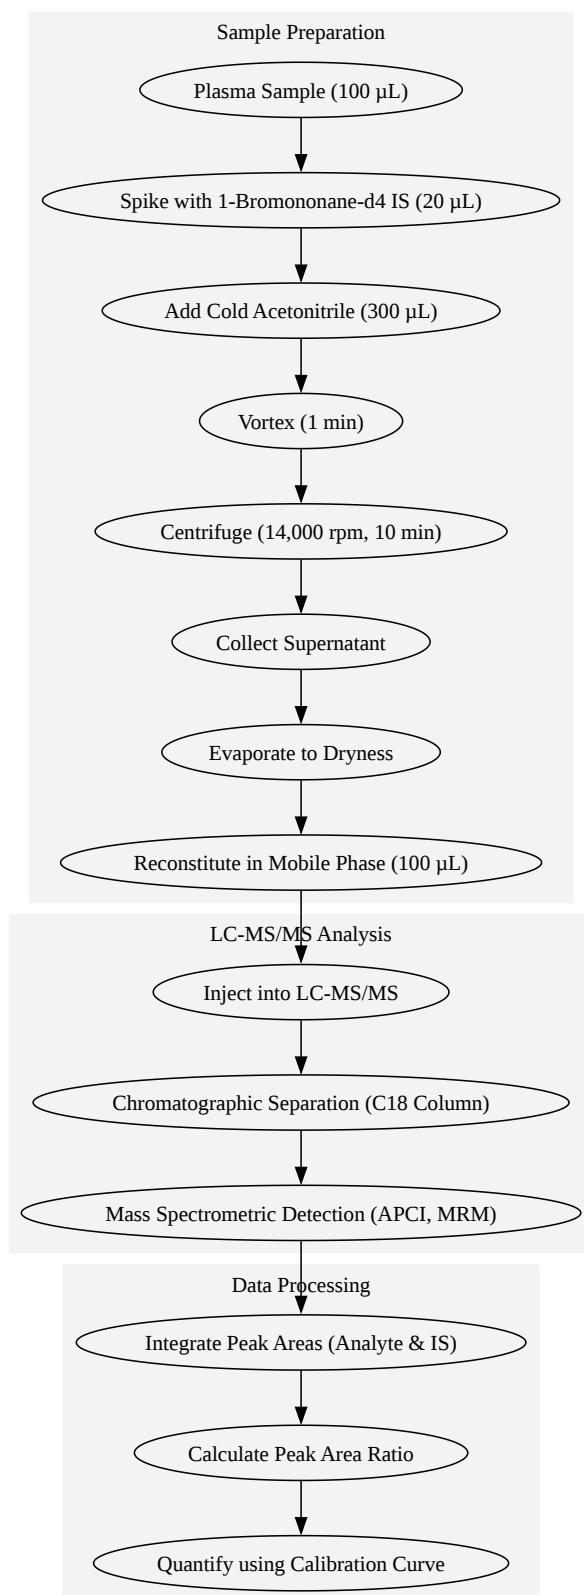 Sample Preparation
Plasma Sample (100 µL)
Spike with 1-Bromononane-d4 IS (20 µL)
Add Cold Acetonitrile (300 µL)
Vortex (1 min)
Centrifuge (14,000 rpm, 10 min)
Collect Supernatant
Evaporate to Dryness
Reconstitute in Mobile Phase (100 µL)
LC-MS/MS Analysis
Inject into LC-MS/MS
Chromatographic Separation (C18 Column)
Mass Spectrometric Detection (APCI, MRM)
Data Processing
Integrate Peak Areas (Analyte & IS)
Calculate Peak Area Ratio
Quantify using Calibration Curve